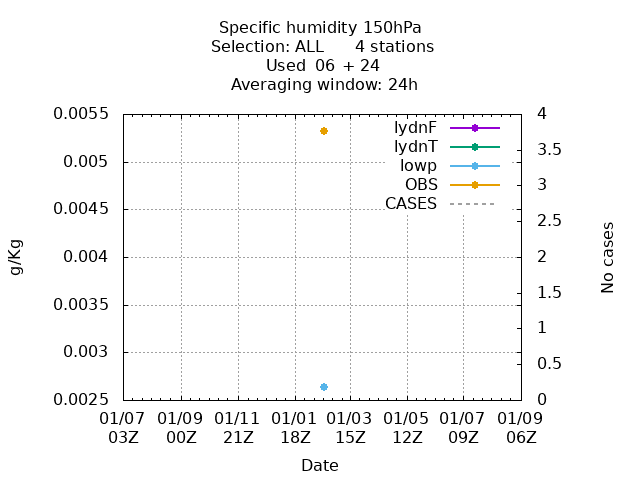 Specific humidity 150hPa
Selection: ALL 4 stations
Used 06 + 24
Averaging window: 24h
0.0055
0.005
0.0045
0.004
0.0035
0.003
0.0025
g/Kg
4
3.5
3
2.5
2
1.5
1
0.5
0
No cases
lydnF
lydnT
lowp
OBS
CASES
01/07 01/09 01/11 01/01 01/03 01/05 01/07 01/09
03Z 00Z 21Z 18Z 15Z 12Z 09Z 06Z
Date